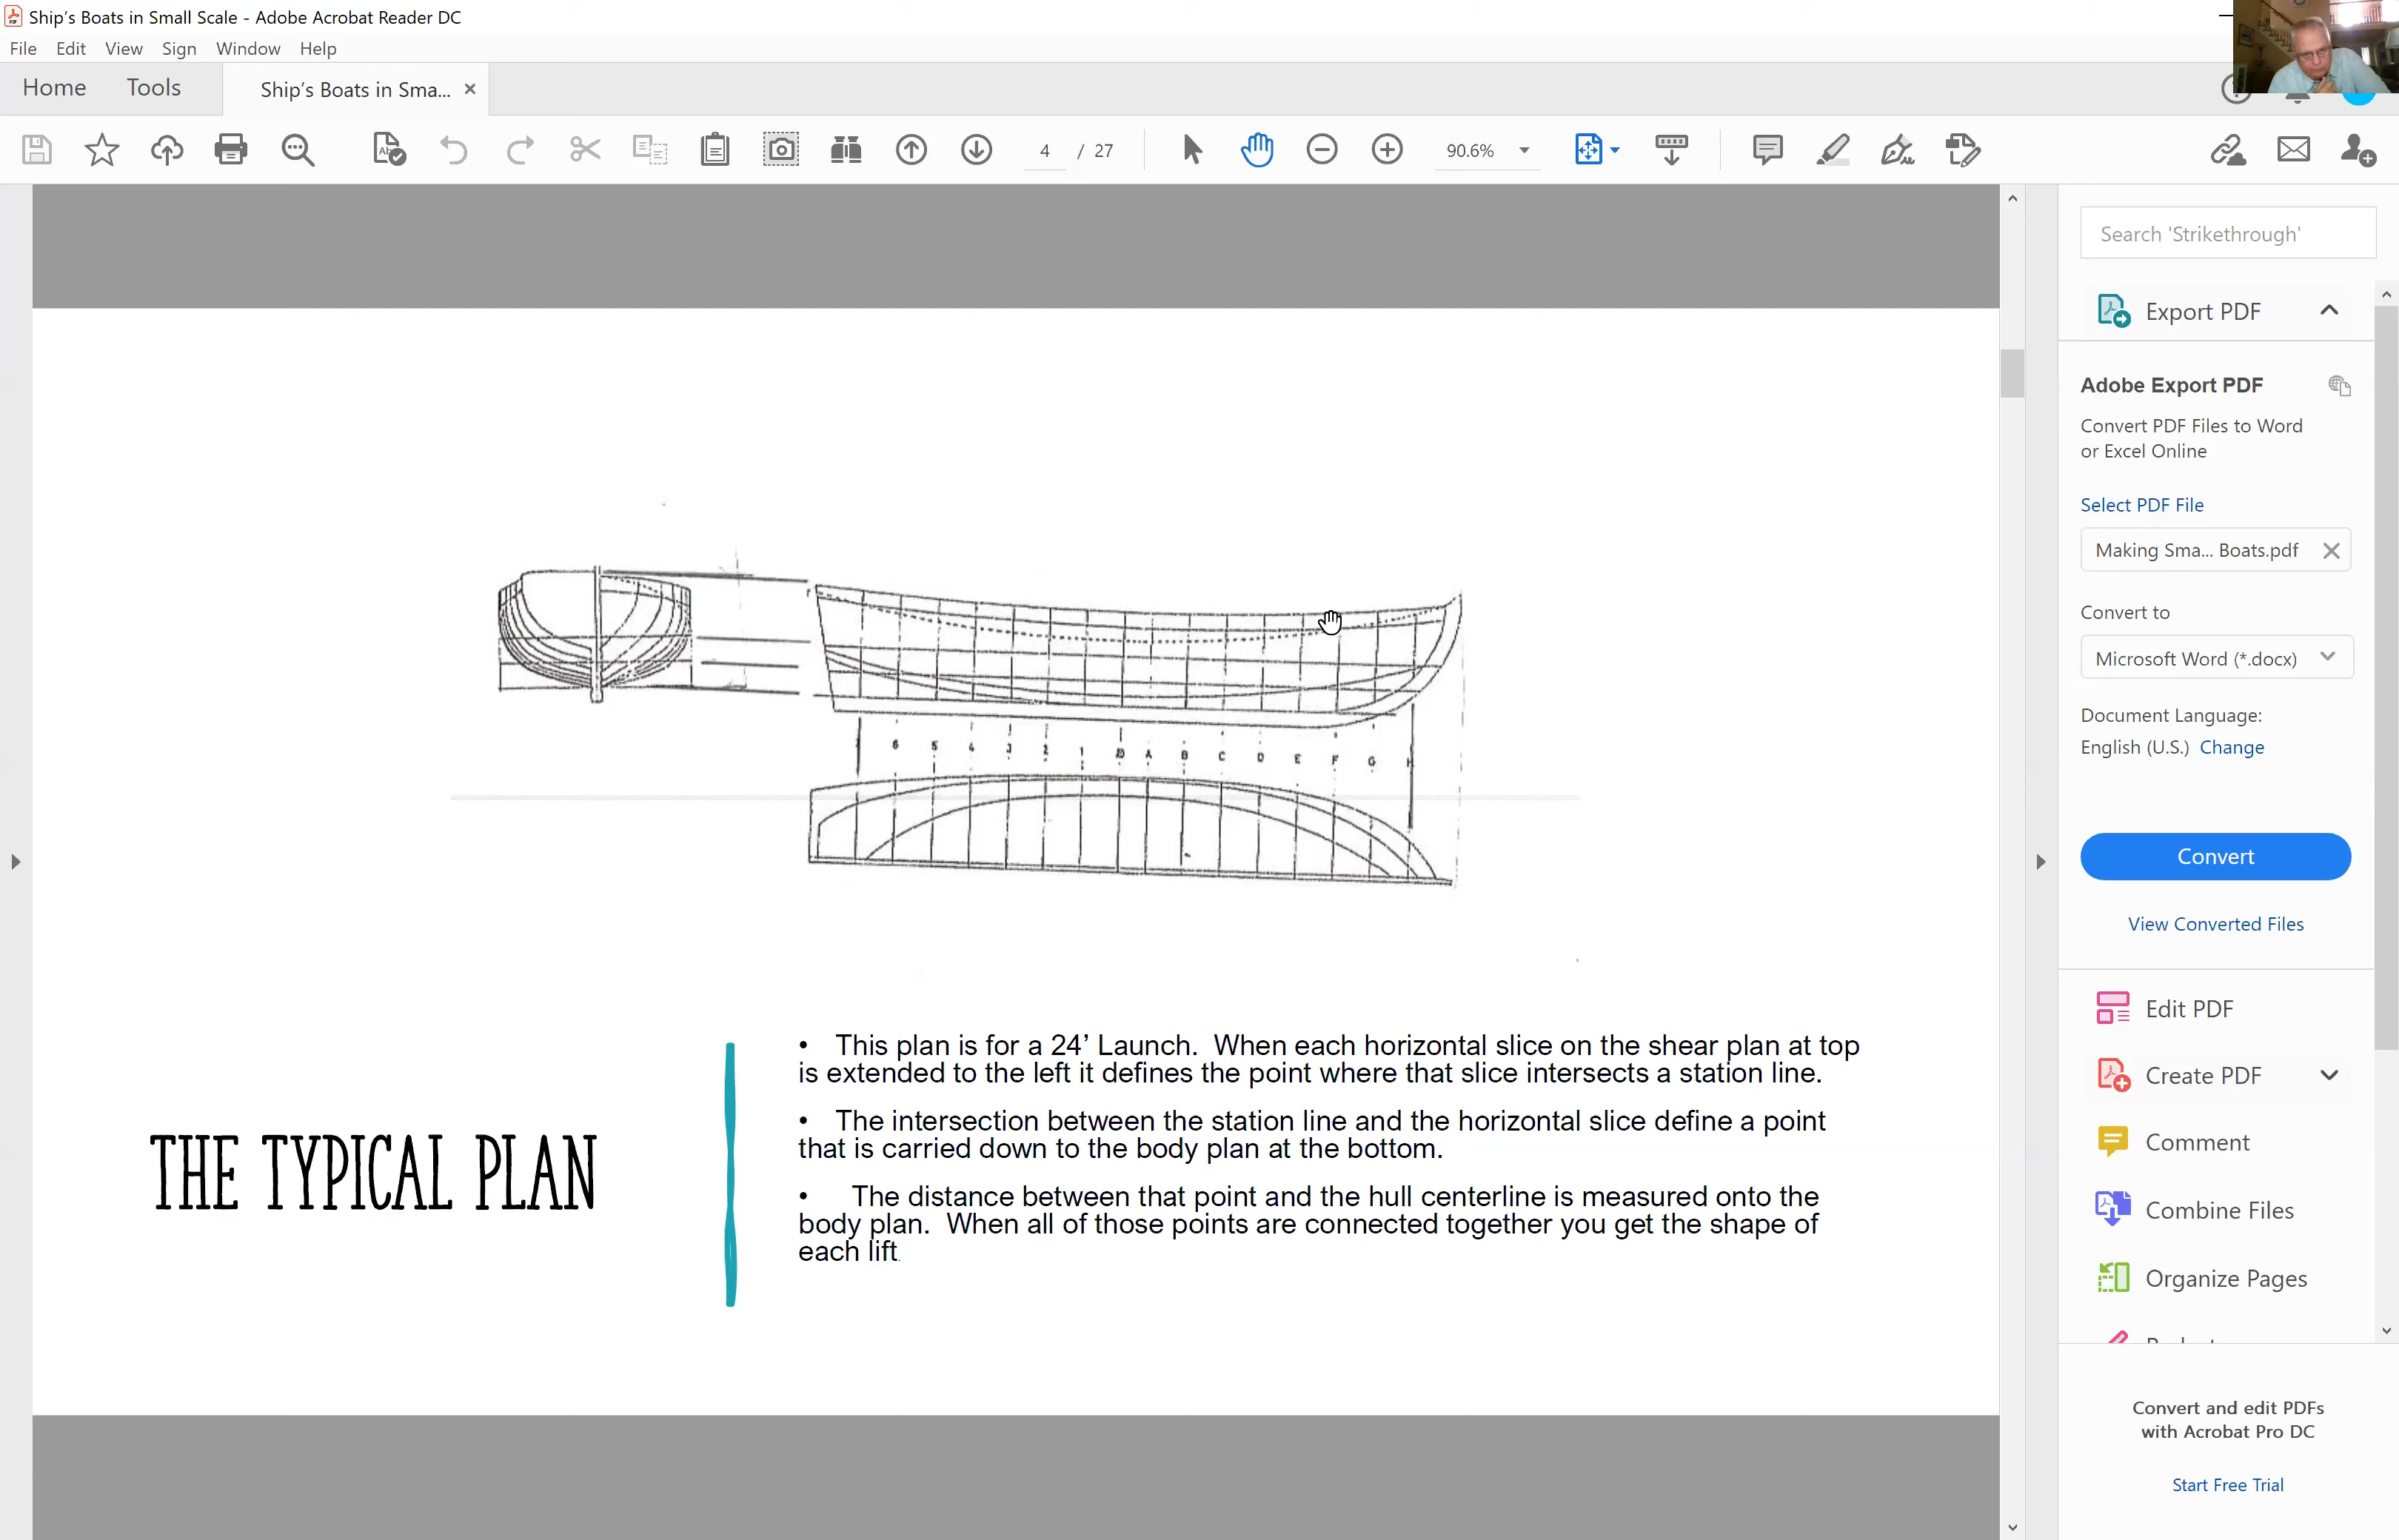 Ship's Boats in Small Scale - Adobe Acrobat Reader DC
File Edit View Sign Window Help
Home Tools Ship's Boats in Sma... ×
4 / 27 90.6%
Search 'Strikethrough'
Export PDF
Adobe Export PDF
Convert PDF Files to Word
or Excel Online
Select PDF File
Making Sma... Boats.pdf
Convert to
Microsoft Word (*.docx)
Document Language:
English (U.S.) Change
Convert
View Converted Files
Edit PDF
Create PDF
Comment
Combine Files
Organize Pages
Convert and edit PDFs
with Acrobat Pro DC
Start Free Trial
6 5 4 3 2 1 A B C D E F G H
THE TYPICAL PLAN
• This plan is for a 24’ Launch. When each horizontal slice on the shear plan at top
is extended to the left it defines the point where that slice intersects a station line.
• The intersection between the station line and the horizontal slice define a point
that is carried down to the body plan at the bottom.
• The distance between that point and the hull centerline is measured onto the
body plan. When all of those points are connected together you get the shape of
each lift.